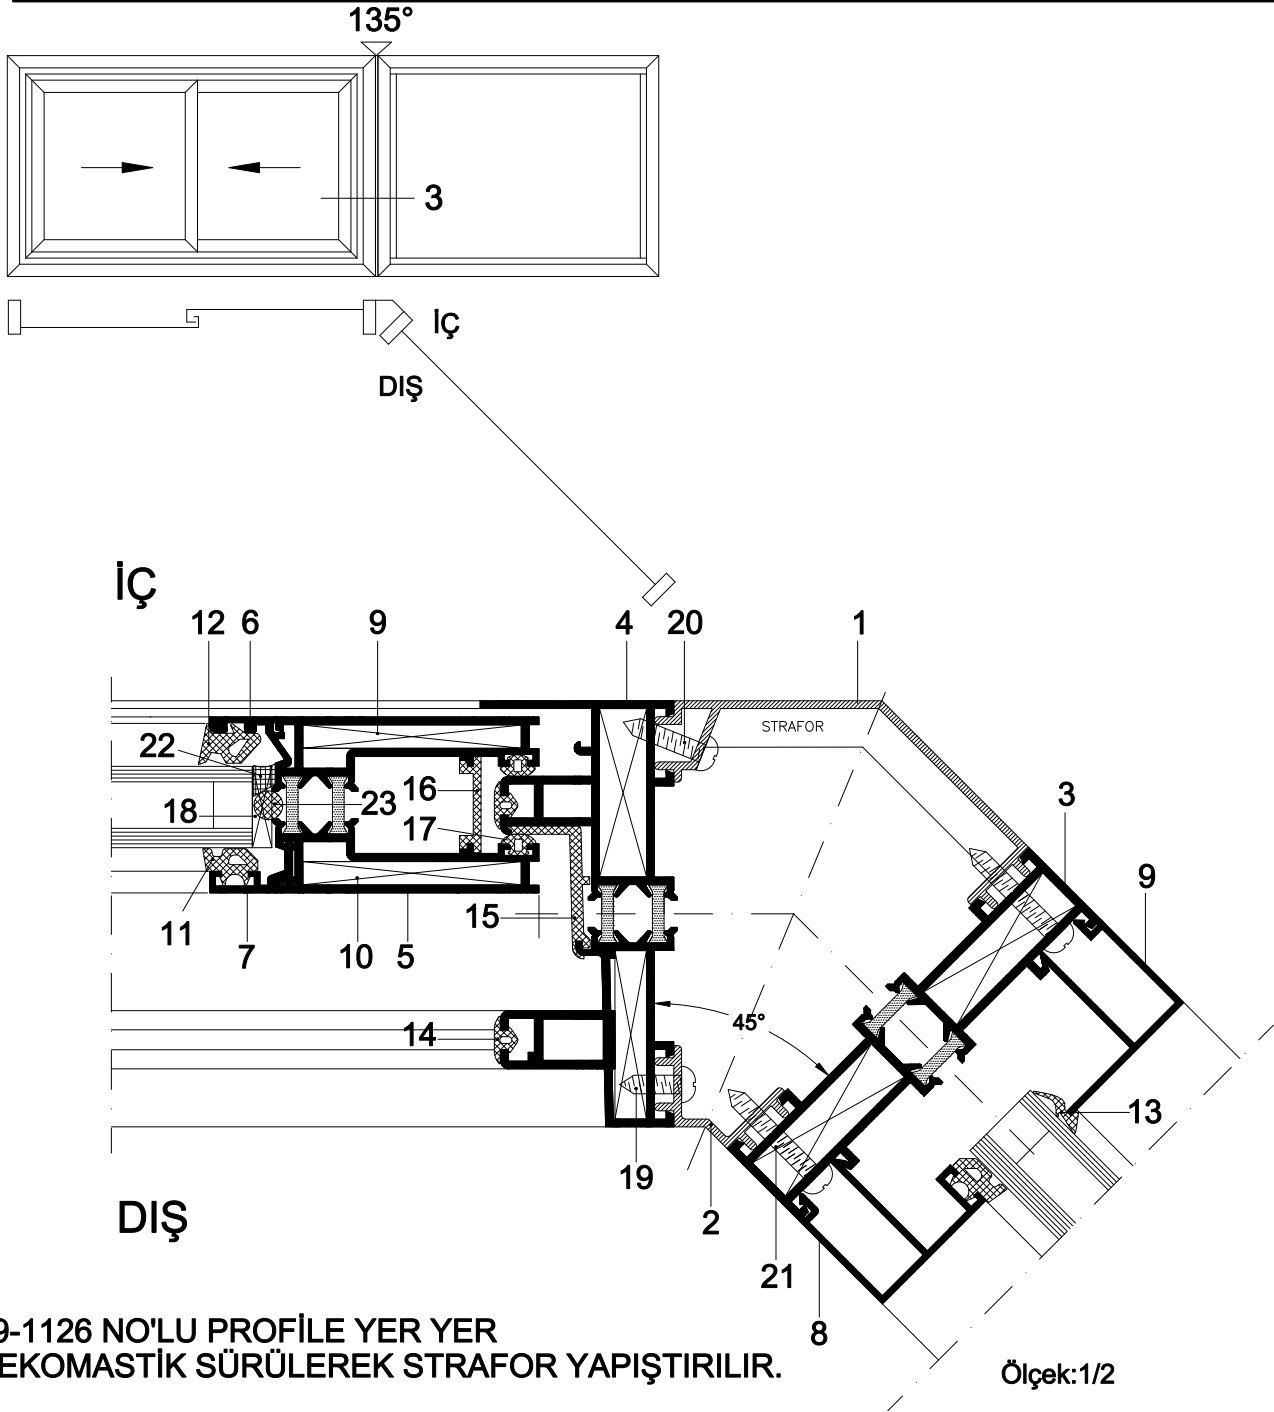 135°
3
İÇ
DIŞ
İÇ
12 6 9 4 20 1
STRAFOR
22
3
16
23
18
9
17
15
11
7 10 5
45°
14
13
19
2
DIŞ
21
8
9-1126 NO'LU PROFİLE YER YER
EKOMASTİK SÜRÜLEREK STRAFOR YAPIŞTIRILIR.
Ölçek:1/2